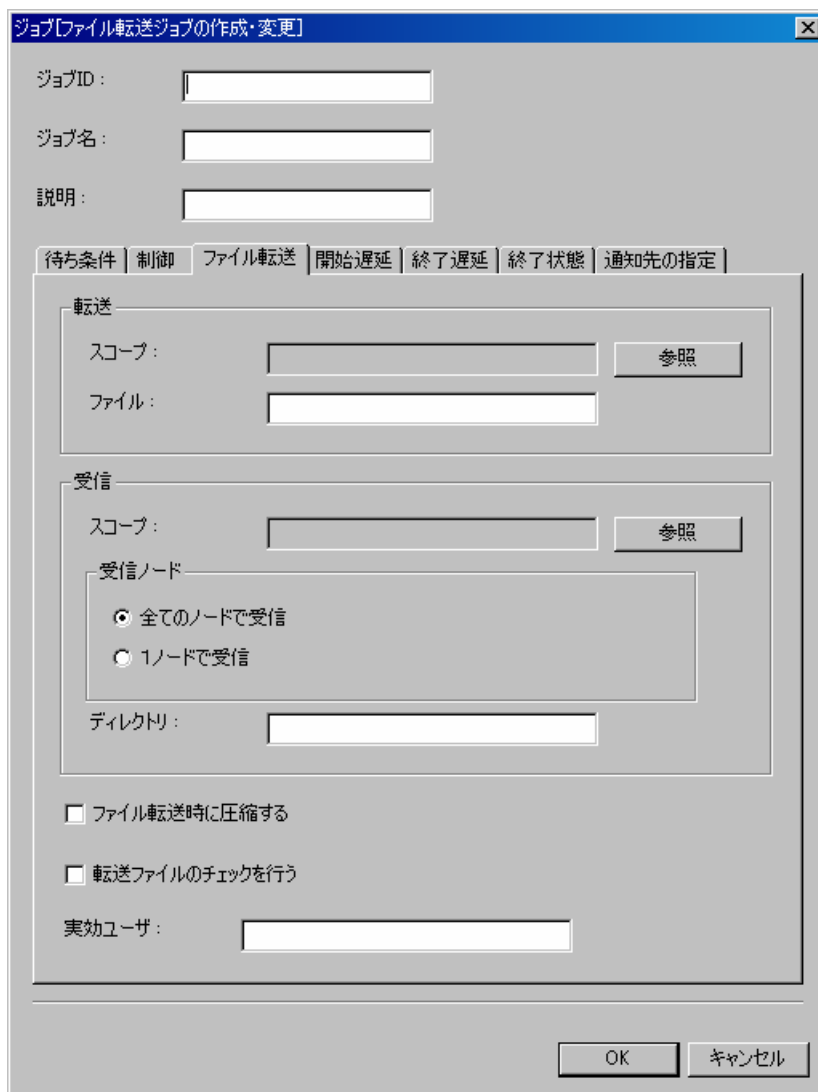 ジョブ[ファイル転送ジョブの作成・変更]
ジョブID：
ジョブ名：
説明：
待ち条件 制御 ファイル転送 開始遅延 終了遅延 終了状態 通知先の指定
転送
スコープ： 参照
ファイル：
受信
スコープ： 参照
受信ノード
全てのノードで受信
1ノードで受信
ディレクトリ：
ファイル転送時に圧縮する
転送ファイルのチェックを行う
実効ユーザ：
OK キャンセル